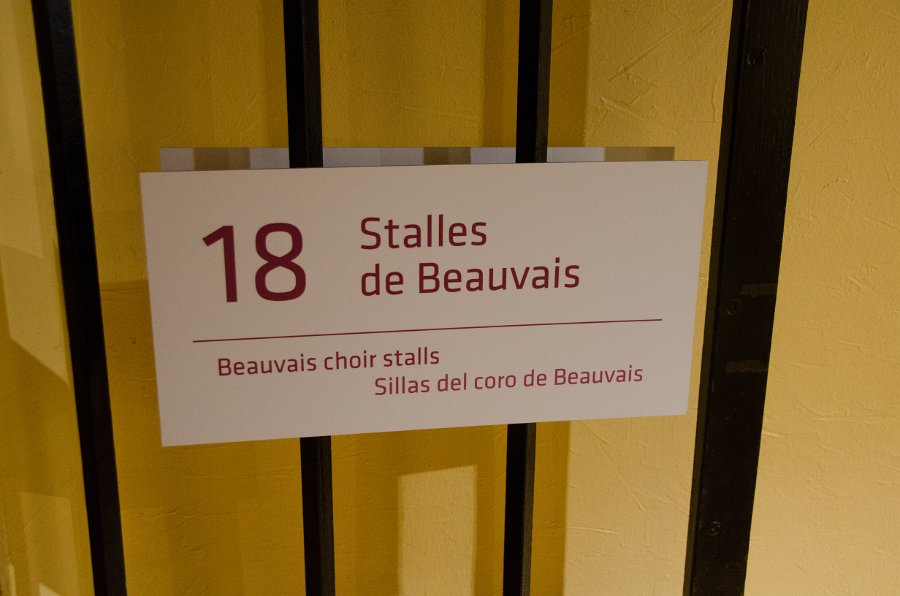 18
Stalles
de Beauvais
Beauvais choir stalls
Sillas del coro de Beauvais